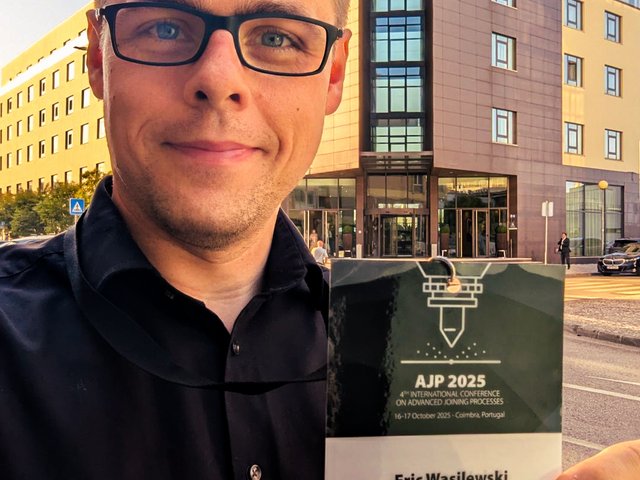 AJP 2025
4TH INTERNATIONAL CONFERENCE
ON ADVANCED JOINING PROCESSES
16-17 October 2025 - Coimbra, Portugal
Eric Wasilewski